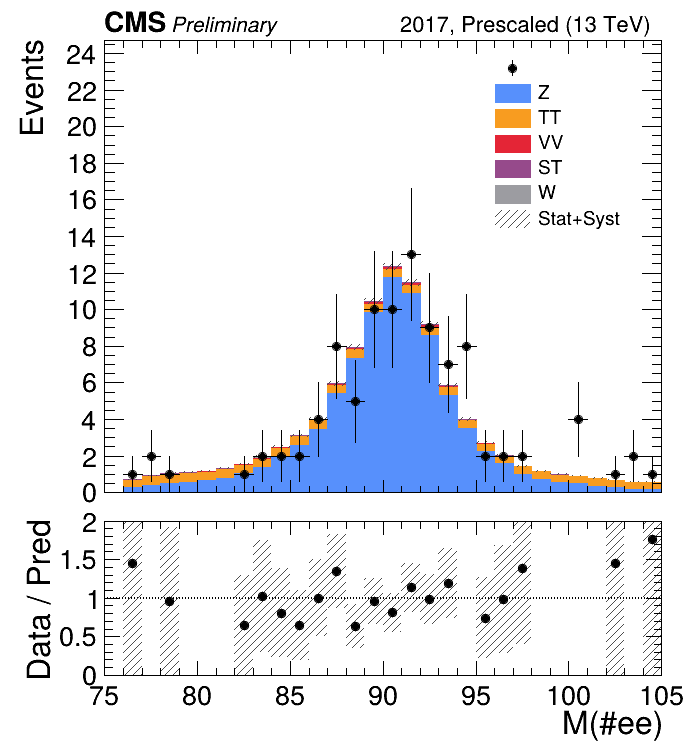 CMS Preliminary 2017, Prescaled (13 TeV)
Events
24
22
20
18
16
14
12
10
8
6
4
2
0
Z
TT
VV
ST
W
Stat+Syst
Data / Pred
2
1.5
1
0.5
0
75 80 85 90 95 100 105
M(#ee)